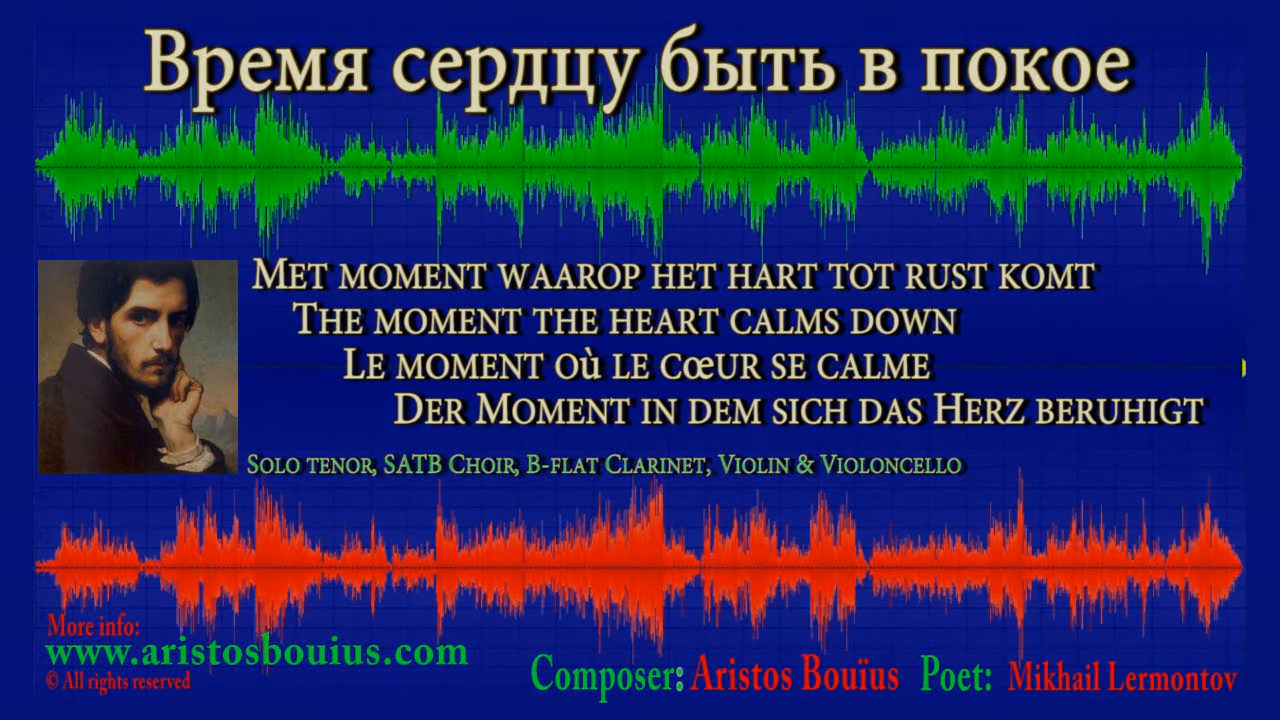 Время сердцу быть в покое
Met moment waarop het hart tot rust komt
The moment the heart calms down
Le moment où le cœur se calme
Der Moment in dem sich das Herz beruhigt
Solo tenor, SATB Choir, B-flat Clarinet, Violin & Violoncello
More info:
www.aristosbouius.com
© All rights reserved
Composer: Aristos Bouïus Poet: Mikhail Lermontov